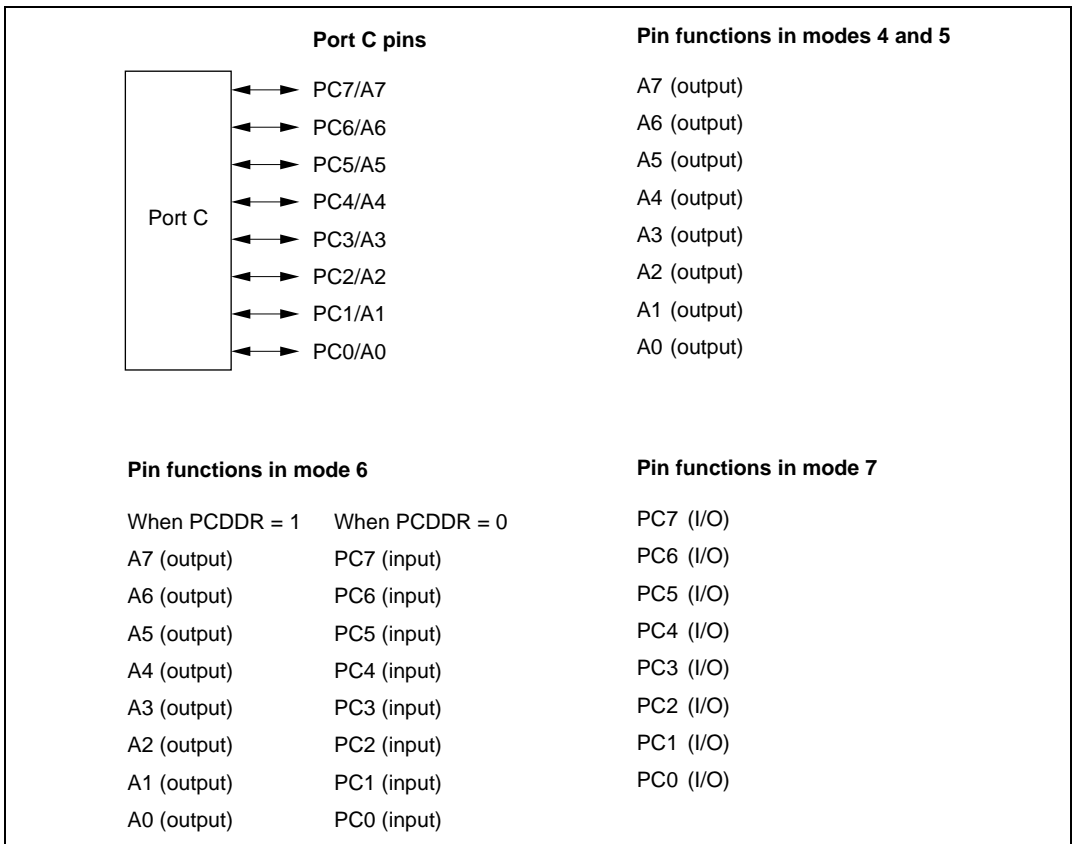 Port C pins
Pin functions in modes 4 and 5
Port C
PC7/A7
A7 (output)
PC6/A6
A6 (output)
PC5/A5
A5 (output)
PC4/A4
A4 (output)
PC3/A3
A3 (output)
PC2/A2
A2 (output)
PC1/A1
A1 (output)
PC0/A0
A0 (output)
Pin functions in mode 6
When PCDDR = 1 When PCDDR = 0
A7 (output) PC7 (input)
A6 (output) PC6 (input)
A5 (output) PC5 (input)
A4 (output) PC4 (input)
A3 (output) PC3 (input)
A2 (output) PC2 (input)
A1 (output) PC1 (input)
A0 (output) PC0 (input)
Pin functions in mode 7
PC7 (I/O)
PC6 (I/O)
PC5 (I/O)
PC4 (I/O)
PC3 (I/O)
PC2 (I/O)
PC1 (I/O)
PC0 (I/O)